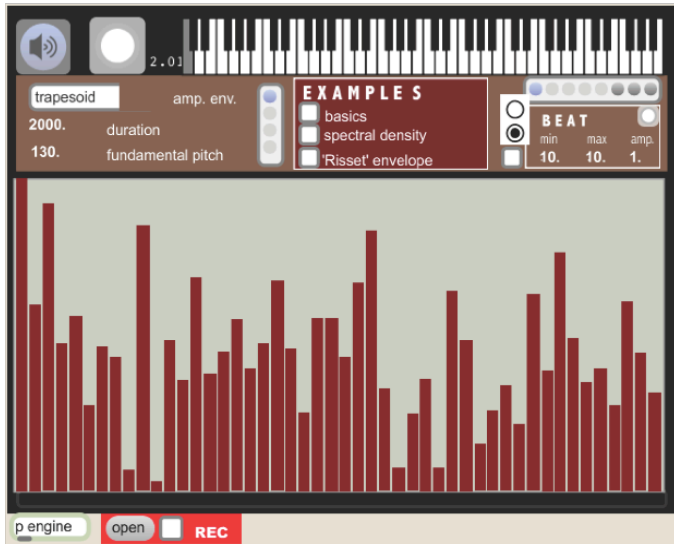 2.01
trapesoid amp. env.
2000. duration
130. fundamental pitch
EXAMPLES
basics
spectral density
'Risset' envelope
BEAT
min max amp.
10. 10. 1.
p engine
open
REC